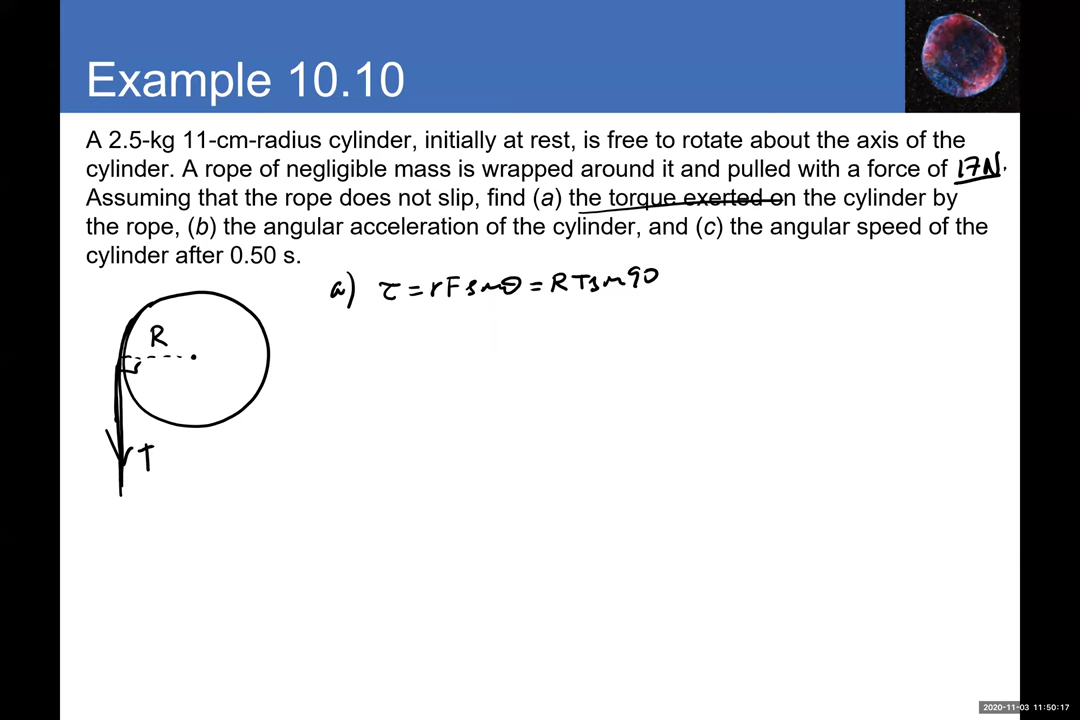 Example 10.10
A 2.5-kg 11-cm-radius cylinder, initially at rest, is free to rotate about the axis of the
cylinder. A rope of negligible mass is wrapped around it and pulled with a force of 17N.
Assuming that the rope does not slip, find (a) the torque exerted on the cylinder by
the rope, (b) the angular acceleration of the cylinder, and (c) the angular speed of the
cylinder after 0.50 s.
a) τ = rF sinθ = RT sin 90
R
T
2020-11-03 11:50:17